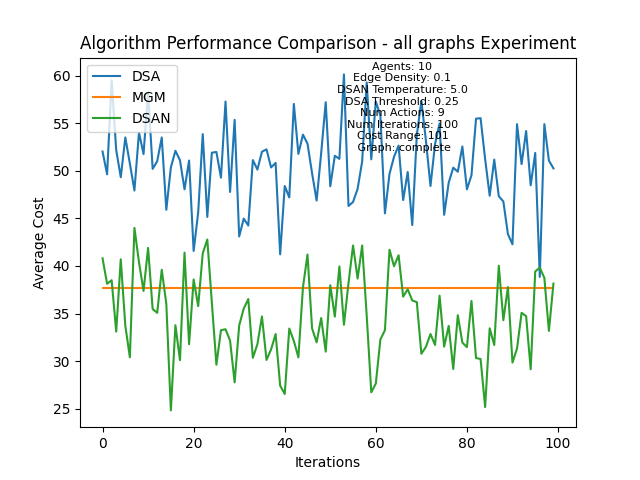 Algorithm Performance Comparison - all graphs Experiment
DSA
MGM
DSAN
Agents: 10
Edge Density: 0.1
DSAN Temperature: 5.0
DSA Threshold: 0.25
Num Actions: 9
Num Iterations: 100
Cost Range: 101
Graph: complete
60
55
50
45
40
35
30
25
Average Cost
0
20
40
60
80
100
Iterations